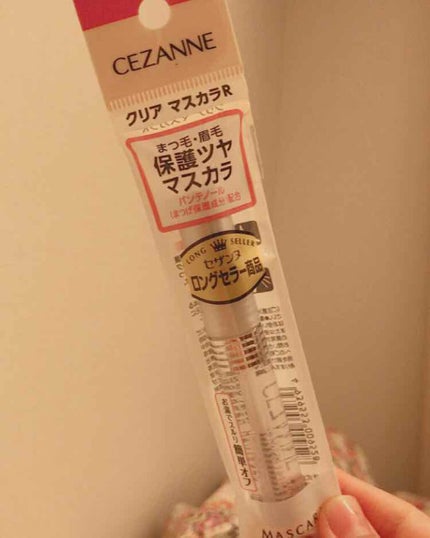 CEZANNE
クリア マスカラR
まつ毛・眉毛
保護ツヤ
マスカラ
パンテノール
(まつげ保護成分)配合
LONG SELLER
セザンヌ
ロングセラー商品
お湯でスルリ簡単オフ
MASCAR